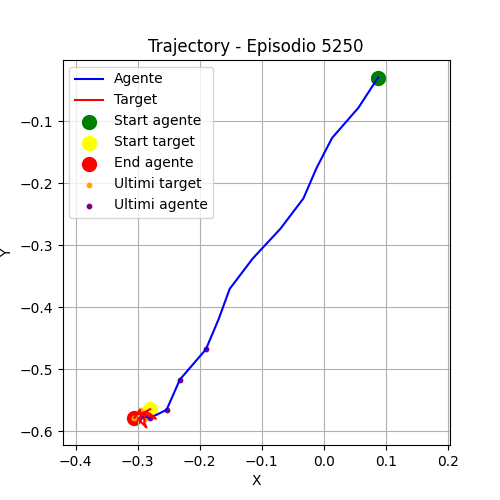 Trajectory - Episodio 5250
Agente
Target
Start agente
Start target
End agente
Ultimi target
Ultimi agente
−0.1
−0.2
−0.3
−0.4
−0.5
−0.6
Y
−0.4
−0.3
−0.2
−0.1
0.0
0.1
0.2
X